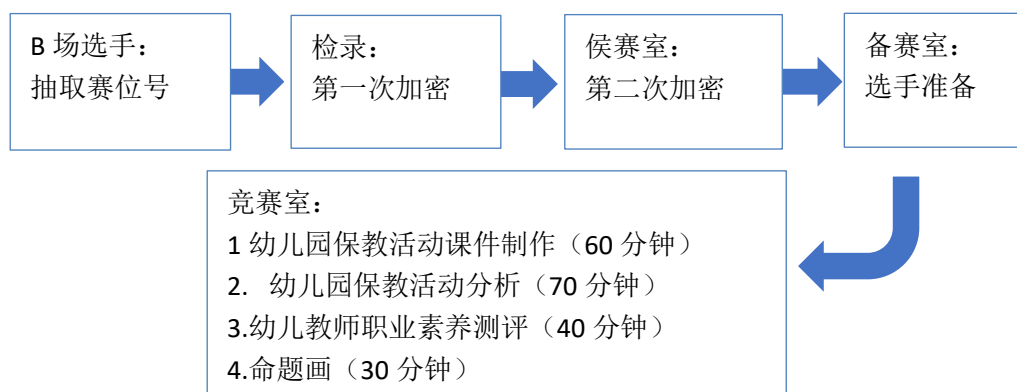 B 场选手：
抽取赛位号
检录：
第一次加密
侯赛室：
第二次加密
备赛室：
选手准备
竞赛室：
1 幼儿园保教活动课件制作（60 分钟）
2. 幼儿园保教活动分析（70 分钟）
3.幼儿教师职业素养测评（40 分钟）
4.命题画（30 分钟）